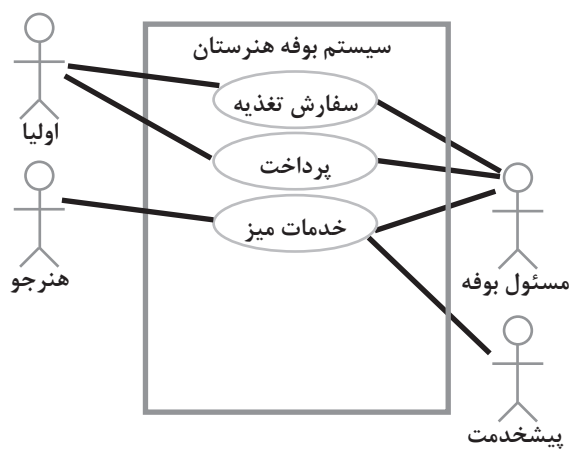 سیستم بوفه هنرستان
سفارش تغذیه
اولیا
پرداخت
خدمات میز
هنرجو
مسئول بوفه
پیشخدمت